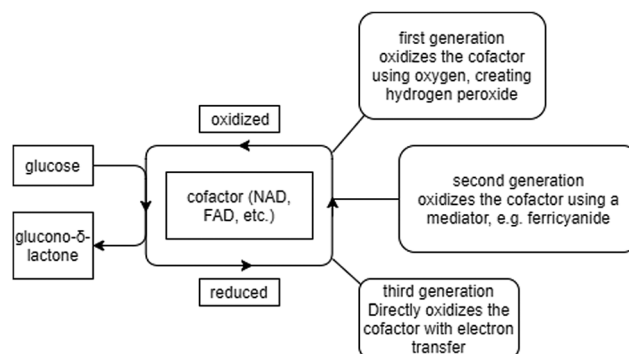 first generation
oxidizes the cofactor
using oxygen, creating
hydrogen peroxide
oxidized
glucose
cofactor (NAD,
FAD, etc.)
second generation
oxidizes the cofactor using a
mediator, e.g. ferricyanide
glucono-δ-
lactone
reduced
third generation
Directly oxidizes the
cofactor with electron
transfer